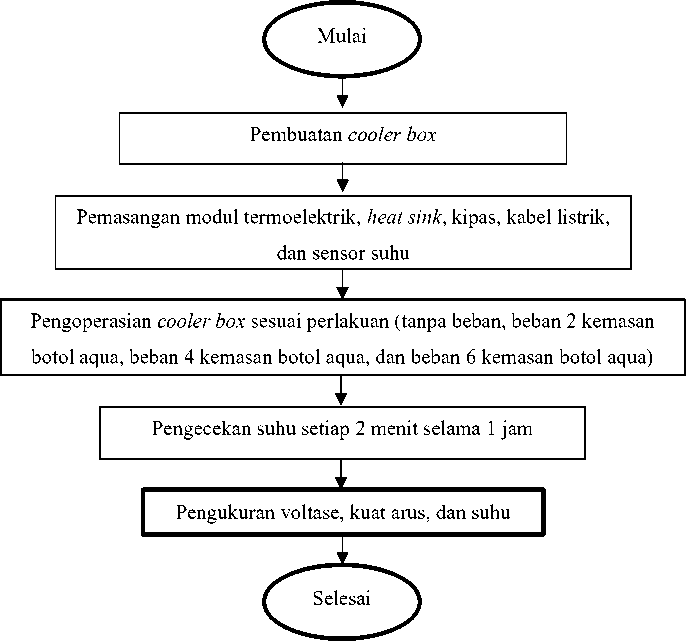 Mulai
Pembuatan cooler box
Pemasangan modul termoelektrik, heat sink, kipas, kabel listrik,
dan sensor suhu
Pengoperasian cooler box sesuai perlakuan (tanpa beban, beban 2 kemasan
botol aqua, beban 4 kemasan botol aqua, dan beban 6 kemasan botol aqua)
Pengecekan suhu setiap 2 menit selama 1 jam
Pengukuran voltase, kuat arus, dan suhu
Selesai